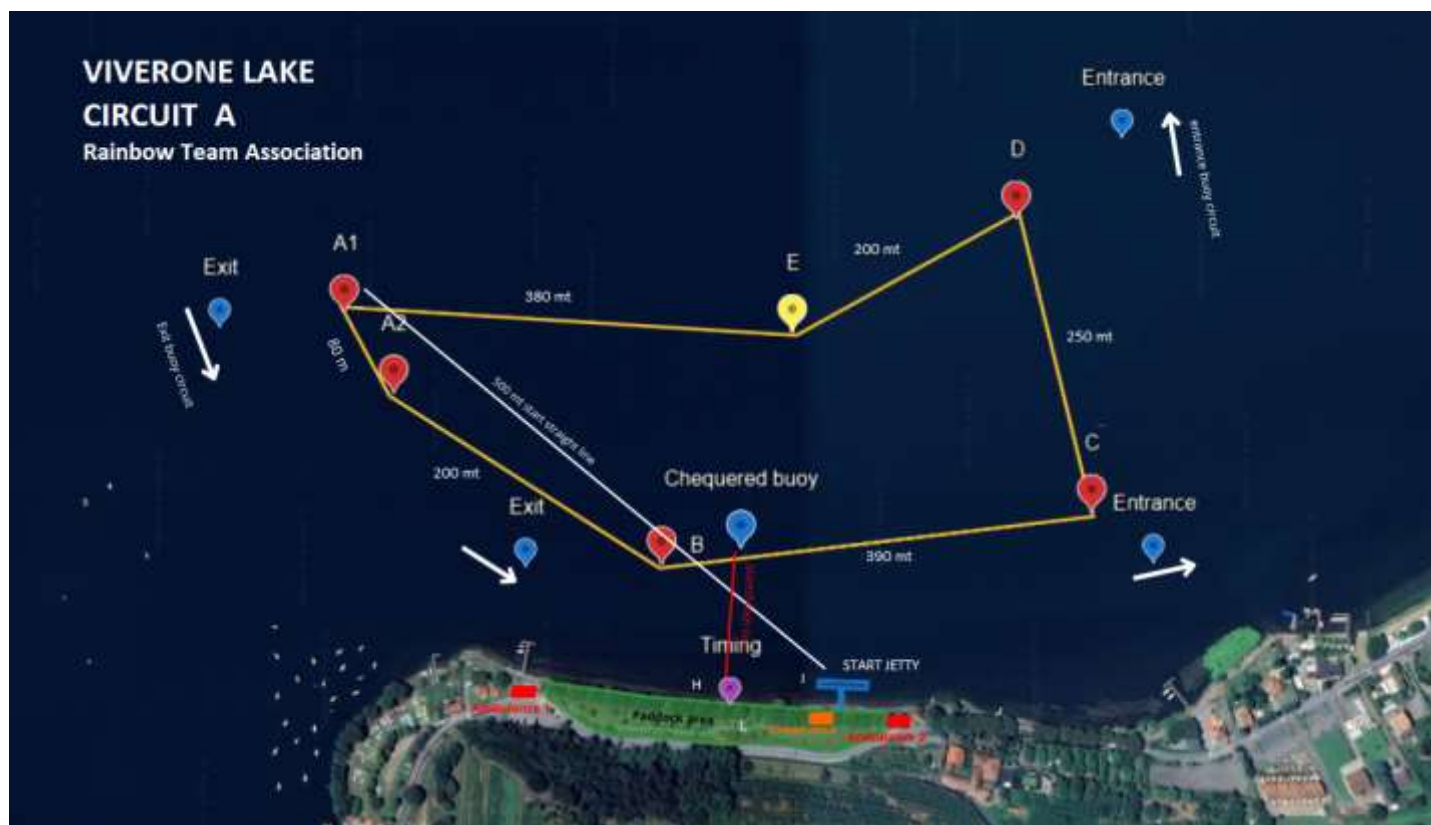 VIVERONE LAKE
CIRCUIT A
Rainbow Team Association
Entrance
entrance buoy circuit
D
A1
Exit
Exit buoy circuit
E
200 mt
380 mt
A2
80 m
250 mt
500 mt start straight line
C
200 mt
Chequered buoy
Exit
Entrance
B
390 mt
Timing
START JETTY
H
J
Paddock area
L